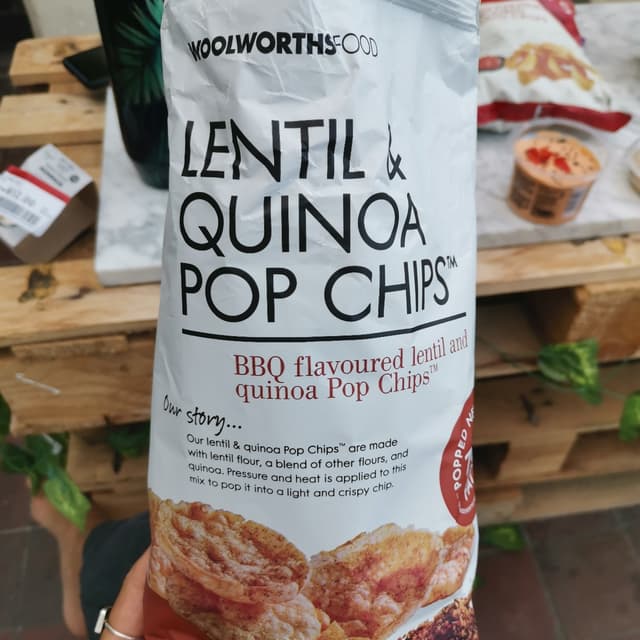 WOOLWORTHSFOOD
LENTIL &
QUINOA
POP CHIPS™
BBQ flavoured lentil and
quinoa Pop Chips™
Our story...
Our lentil & quinoa Pop Chips™ are made
with lentil flour, a blend of other flours, and
quinoa. Pressure and heat is applied to this
mix to pop it into a light and crispy chip.
POPPED